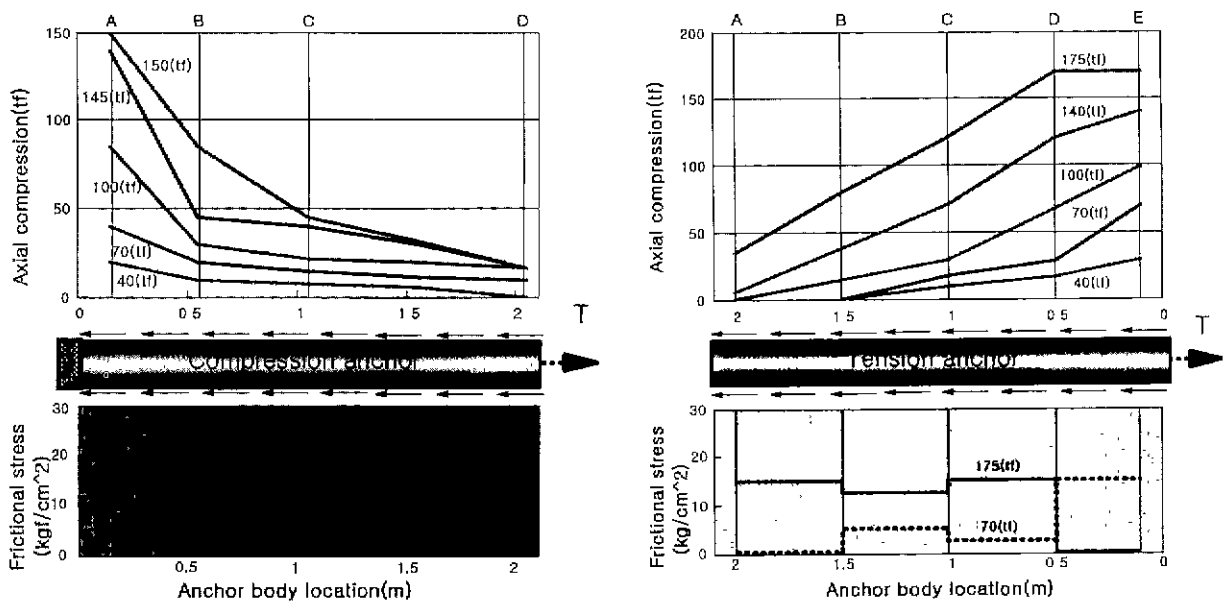 A B C D
150
100
50
0
Axial compression(tf)
150(tf)
145(tf)
100(tf)
70(tf)
40(tf)
0 0.5 1 1.5 2
T
Compression anchor
30
20
10
0
Frictional stress
(kgf/cm^2)
0.5 1 1.5 2
Anchor body location(m)
A B C D E
200
150
100
50
0
Axial compression(tf)
175(tf)
140(tf)
100(tf)
70(tf)
40(tf)
2 1.5 1 0.5 0
T
Tension anchor
30
20
10
0
Frictional stress
(kg/cm^2)
175(tf)
70(tf)
2 1.5 1 0.5 0
Anchor body location(m)